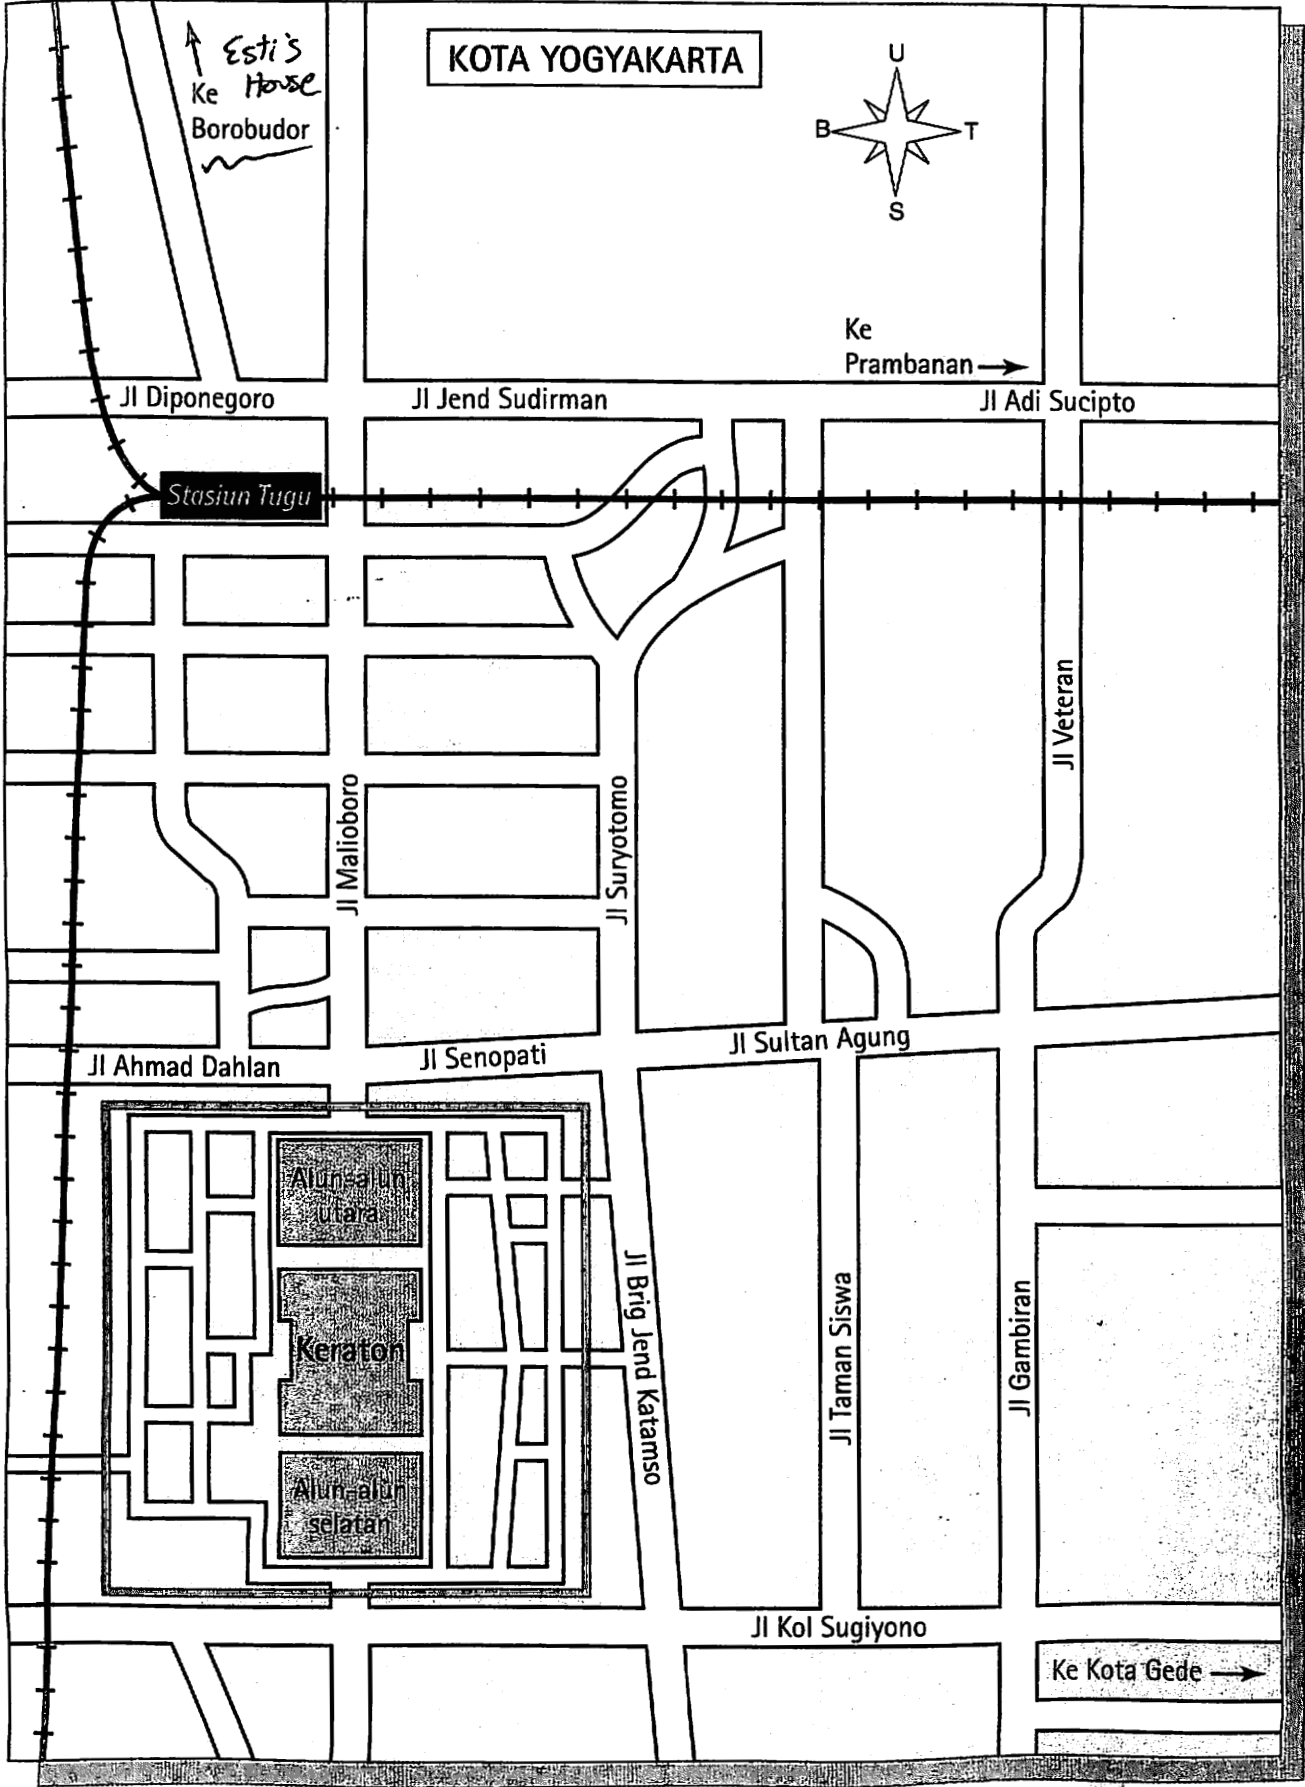 Esti's
House
Ke
Borobudor
KOTA YOGYAKARTA
U
B
T
S
Ke
Prambanan
Jl Diponegoro
Jl Jend Sudirman
Jl Adi Sucipto
Stasiun Tugu
Jl Veteran
Jl Malioboro
Jl Suryotomo
Jl Ahmad Dahlan
Jl Senopati
Jl Sultan Agung
Alun-alun
utara
Keraton
Alun-alun
selatan
Jl Brig Jend Katamso
Jl Taman Siswa
Jl Gambiran
Jl Kol Sugiyono
Ke Kota Gede